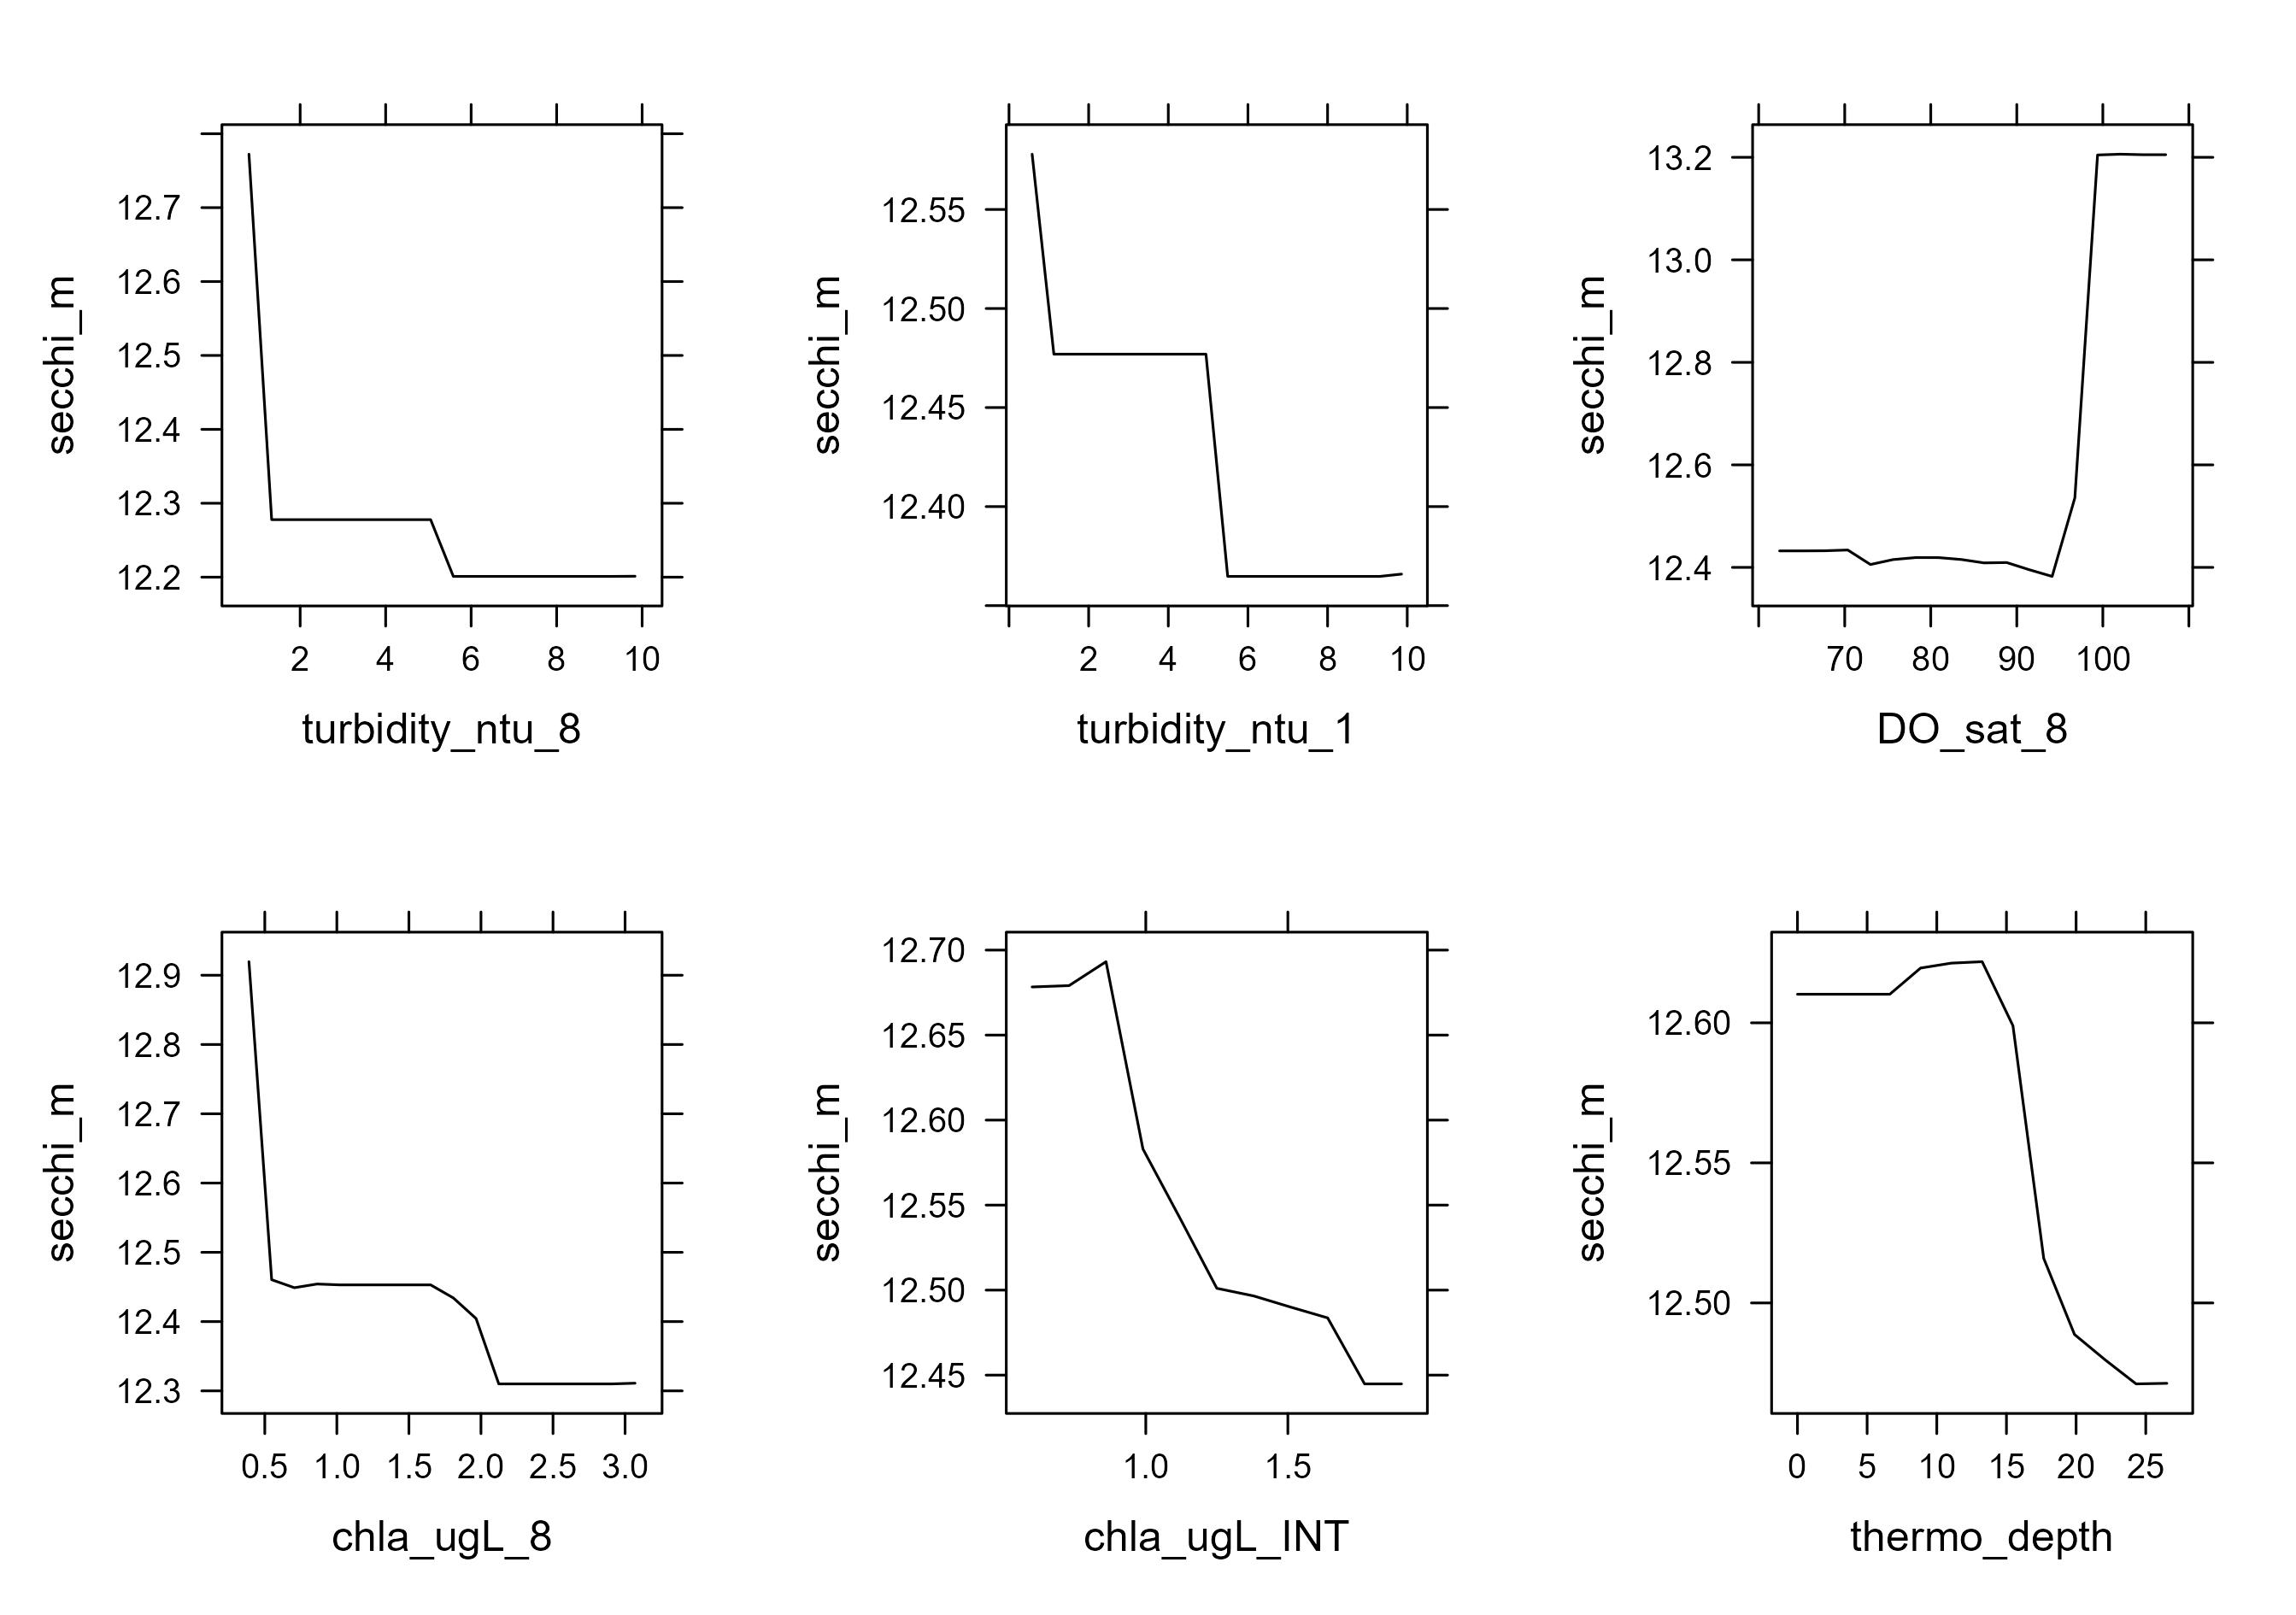 secchi_m
12.7
12.6
12.5
12.4
12.3
12.2
2 4 6 8 10
turbidity_ntu_8
secchi_m
12.55
12.50
12.45
12.40
2 4 6 8 10
turbidity_ntu_1
secchi_m
13.2
13.0
12.8
12.6
12.4
70 80 90 100
DO_sat_8
secchi_m
12.9
12.8
12.7
12.6
12.5
12.4
12.3
0.5 1.0 1.5 2.0 2.5 3.0
chla_ugL_8
secchi_m
12.70
12.65
12.60
12.55
12.50
12.45
1.0 1.5
chla_ugL_INT
secchi_m
12.60
12.55
12.50
0 5 10 15 20 25
thermo_depth